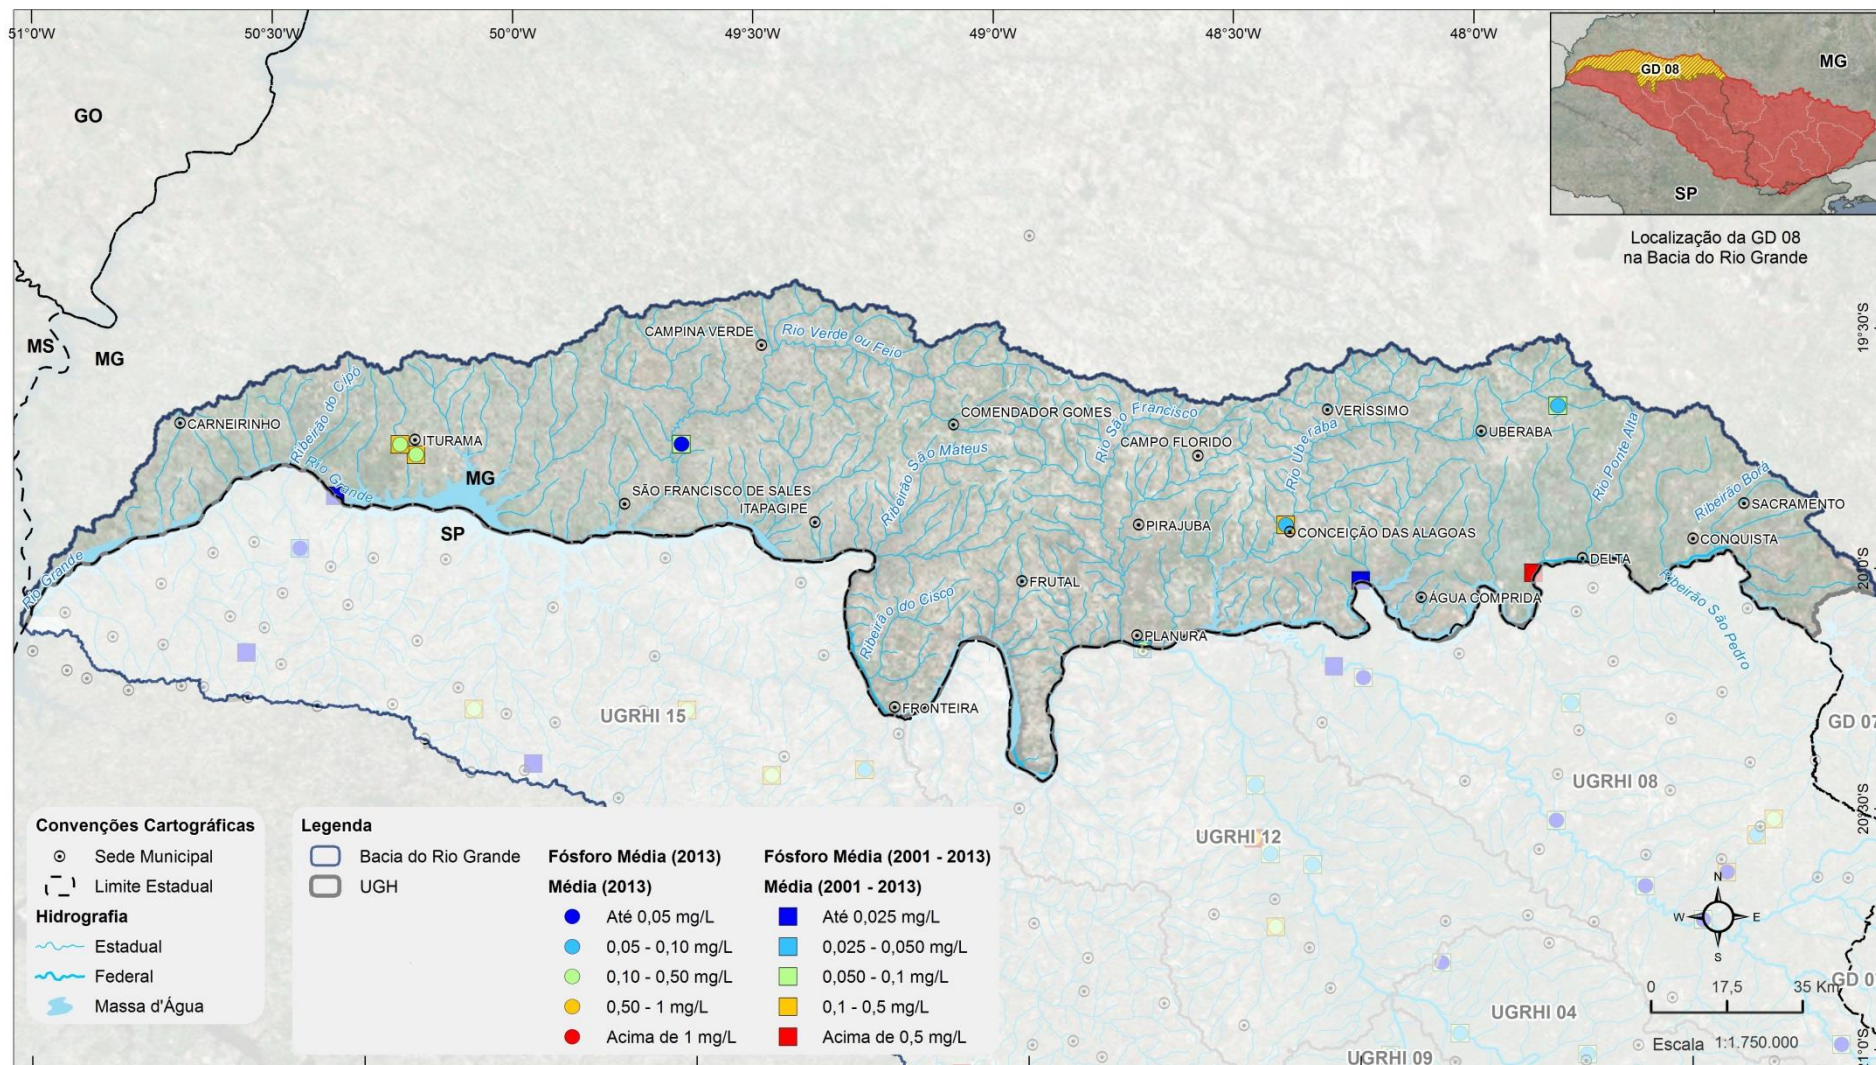 51°0'W
50°30'W
50°0'W
49°30'W
49°0'W
48°30'W
48°0'W
GO
MS
MG
GD 08
MG
SP
Localização da GD 08
na Bacia do Rio Grande
19°30'S
20°0'S
20°30'S
21°0'S
CAMPINA VERDE
Rio Verde ou Feio
CARNEIRINHO
Ribeirão do Cipó
ITURAMA
Rio Grande
MG
SP
SÃO FRANCISCO DE SALES
ITAPAGIPE
COMENDADOR GOMES
Ribeirão São Mateus
Rio São Francisco
CAMPO FLORIDO
VERÍSSIMO
Rio Uberaba
UBERABA
Rio Ponte Alta
Ribeirão Borá
SACRAMENTO
CONQUISTA
PIRAJUBA
CONCEIÇÃO DAS ALAGOAS
DELTA
ÁGUA COMPRIDA
Ribeirão São Pedro
Rio Grande
FRUTAL
Ribeirão do Cisco
PLANURA
FRONTEIRA
UGRHI 15
UGRHI 12
UGRHI 08
UGRHI 04
UGRHI 09
GD 07
GD 0
Convenções Cartográficas
Sede Municipal
Limite Estadual
Hidrografia
Estadual
Federal
Massa d'Água
Legenda
Bacia do Rio Grande
UGH
Fósforo Média (2013)
Média (2013)
Até 0,05 mg/L
0,05 - 0,10 mg/L
0,10 - 0,50 mg/L
0,50 - 1 mg/L
Acima de 1 mg/L
Fósforo Média (2001 - 2013)
Média (2001 - 2013)
Até 0,025 mg/L
0,025 - 0,050 mg/L
0,050 - 0,1 mg/L
0,1 - 0,5 mg/L
Acima de 0,5 mg/L
N
W
E
S
0 17,5 35 Km
Escala 1:1.750.000